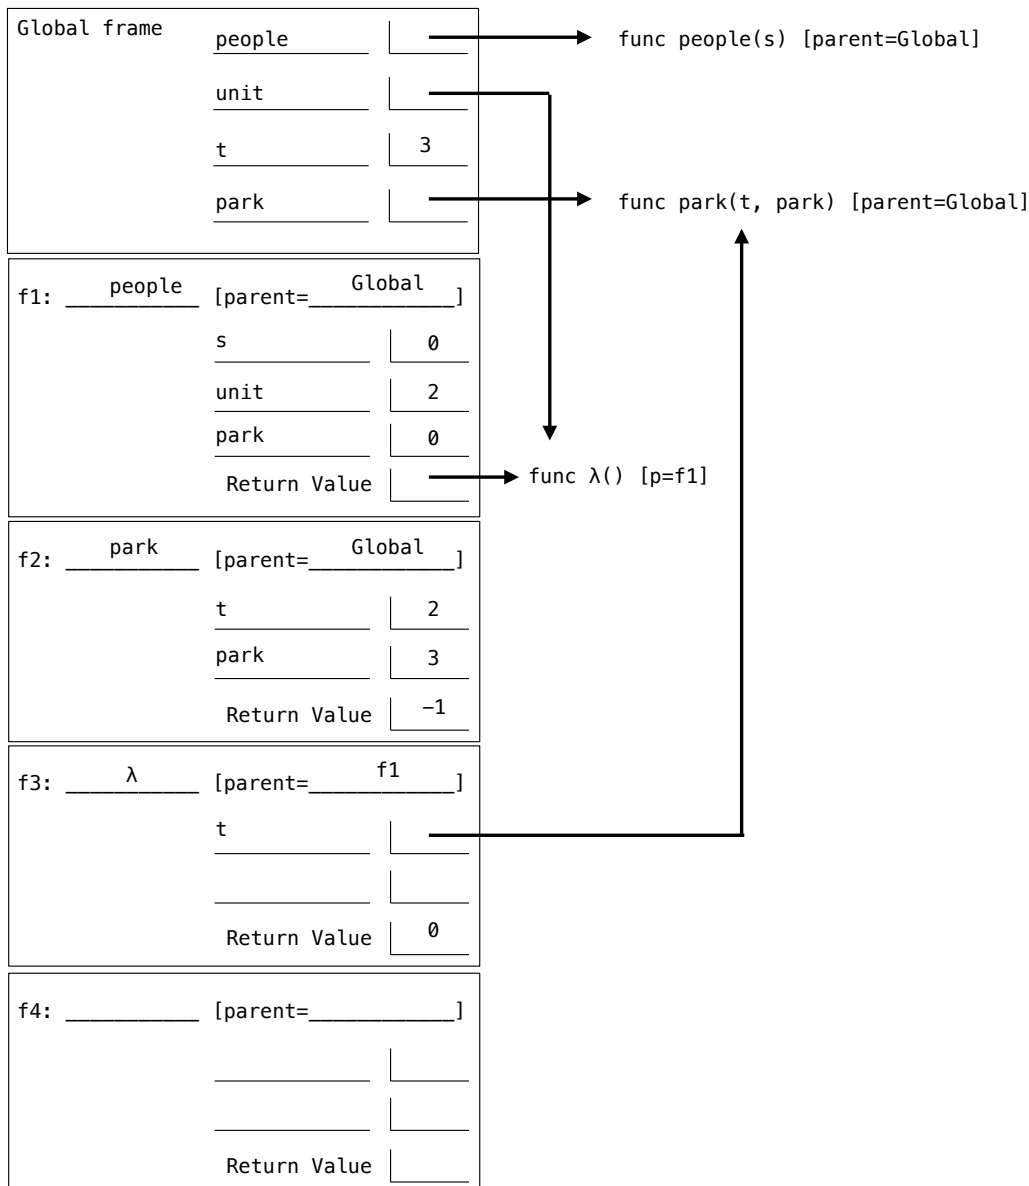 Global frame
people func people(s) [parent=Global]
unit
t 3
park func park(t, park) [parent=Global]
f1: people [parent=Global]
s 0
unit 2
park 0
Return Value func λ() [p=f1]
f2: park [parent=Global]
t 2
park 3
Return Value −1
f3: λ [parent=f1]
t
Return Value 0
f4: ___________ [parent=____________]
Return Value